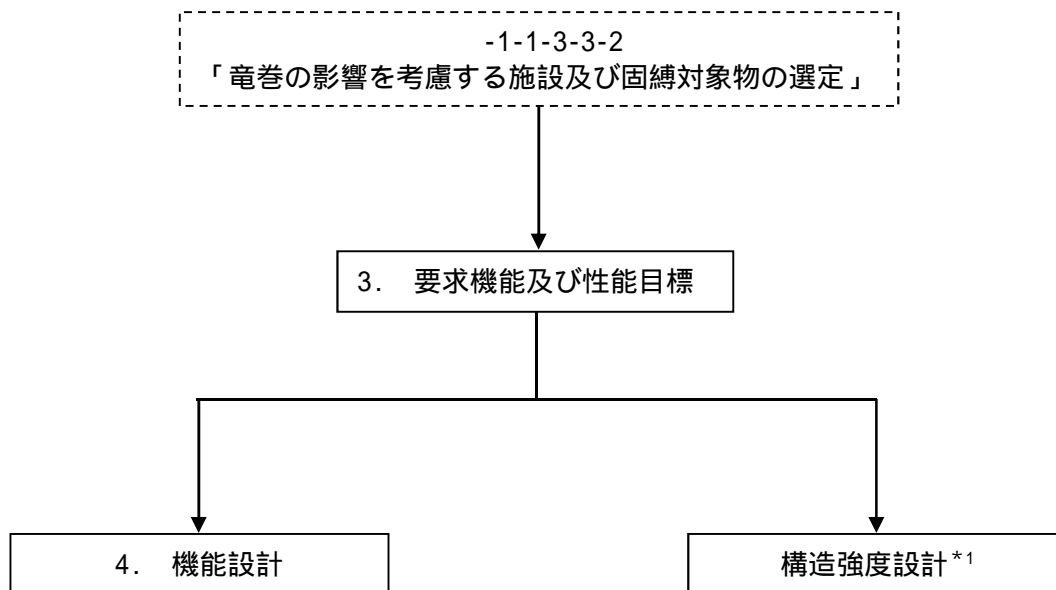 -1-1-3-3-2
「竜巻の影響を考慮する施設及び固縛対象物の選定」
3. 要求機能及び性能目標
4. 機能設計
構造強度設計*1